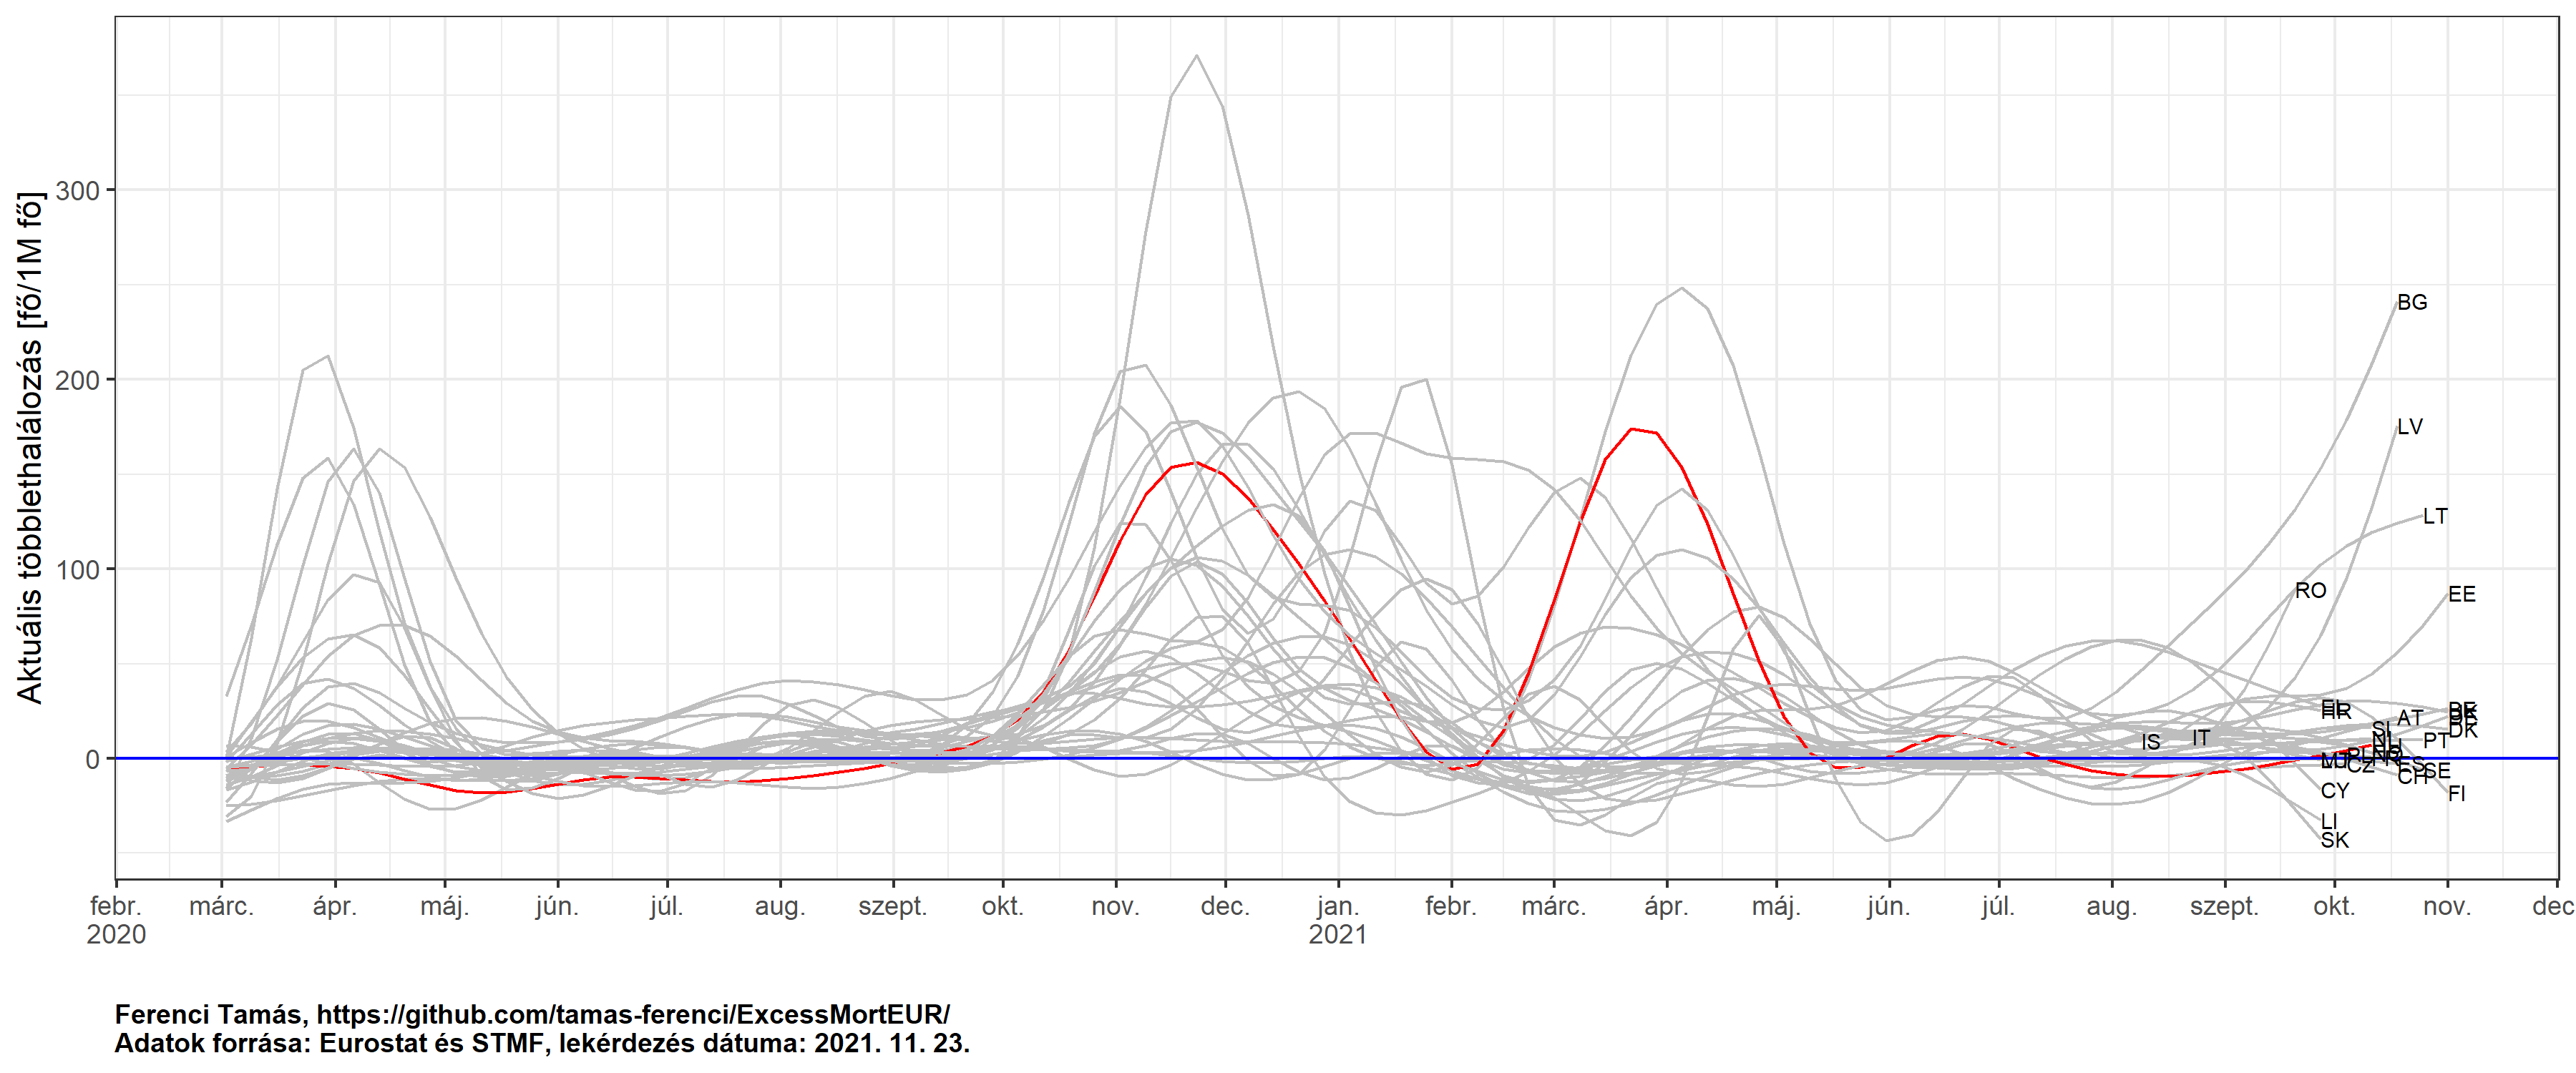 Aktuális többlethalálozás [fő/1M fő]
300
200
100
0
BG
LV
LT
RO
EE
HR
AT
SI
DK
IS
IT
PT
CZ
ES
CH
SE
CY
FI
LI
SK
febr. márc. ápr. máj. jún. júl. aug. szept. okt. nov. dec. jan. febr. márc. ápr. máj. jún. júl. aug. szept. okt. nov. dec
2020 2021
Ferenci Tamás, https://github.com/tamas-ferenci/ExcessMortEUR/
Adatok forrása: Eurostat és STMF, lekérdezés dátuma: 2021. 11. 23.